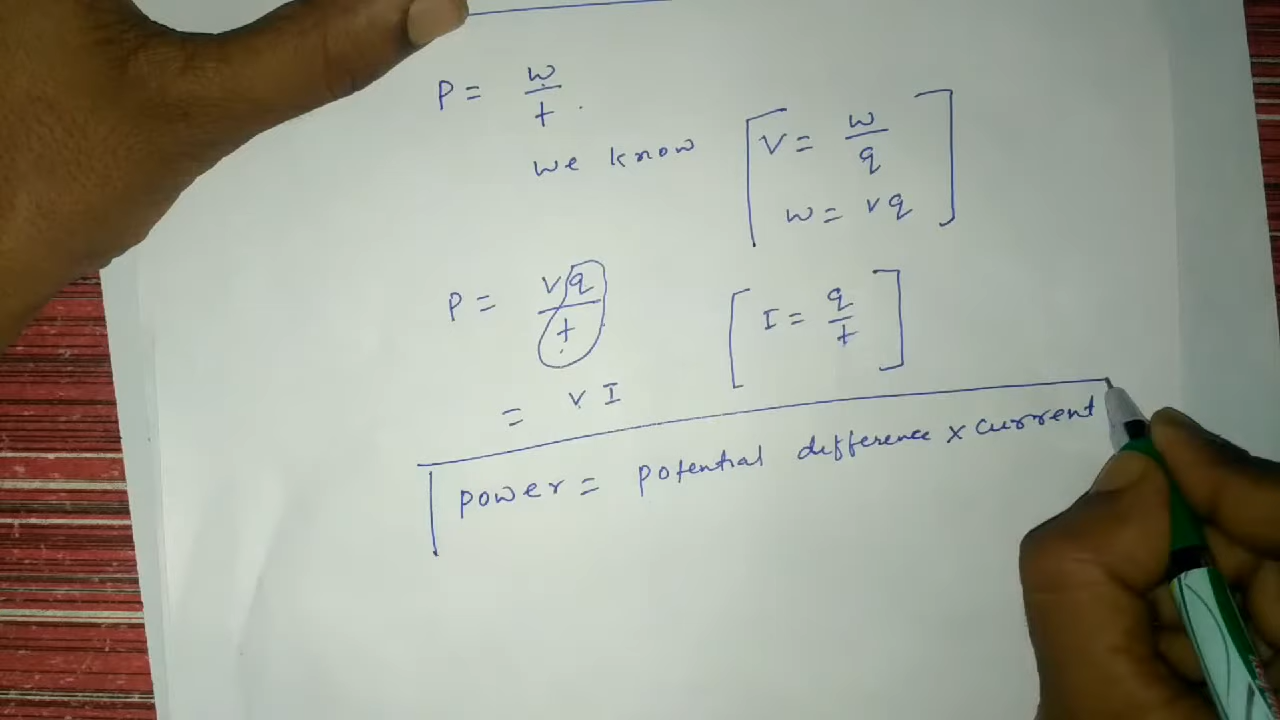 P = w/t.
we know [V = w/q
w = vq]
P = vq/t [I = q/t]
= v I
power = potential difference x current